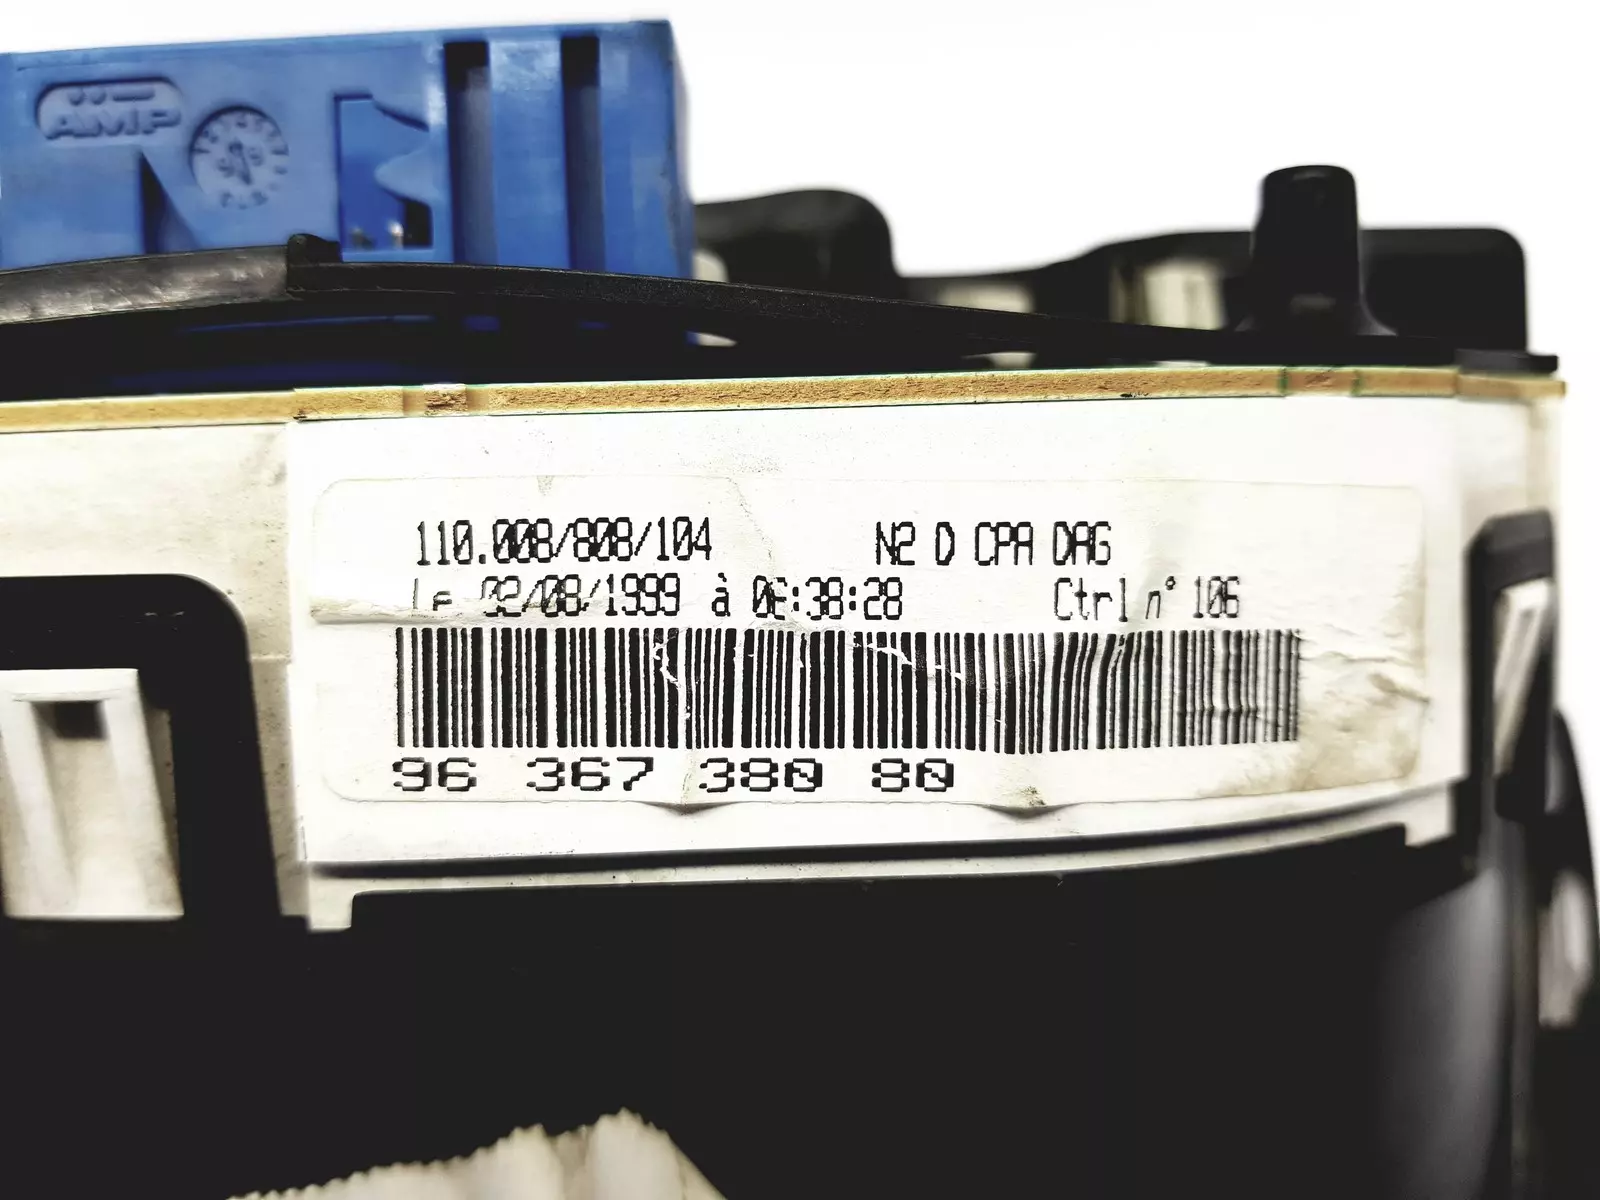 AMP
110.008/808/104 N2 D CPA DAG
Le 02/08/1999 à 06:38:28 Ctrl n° 106
96 367 380 80